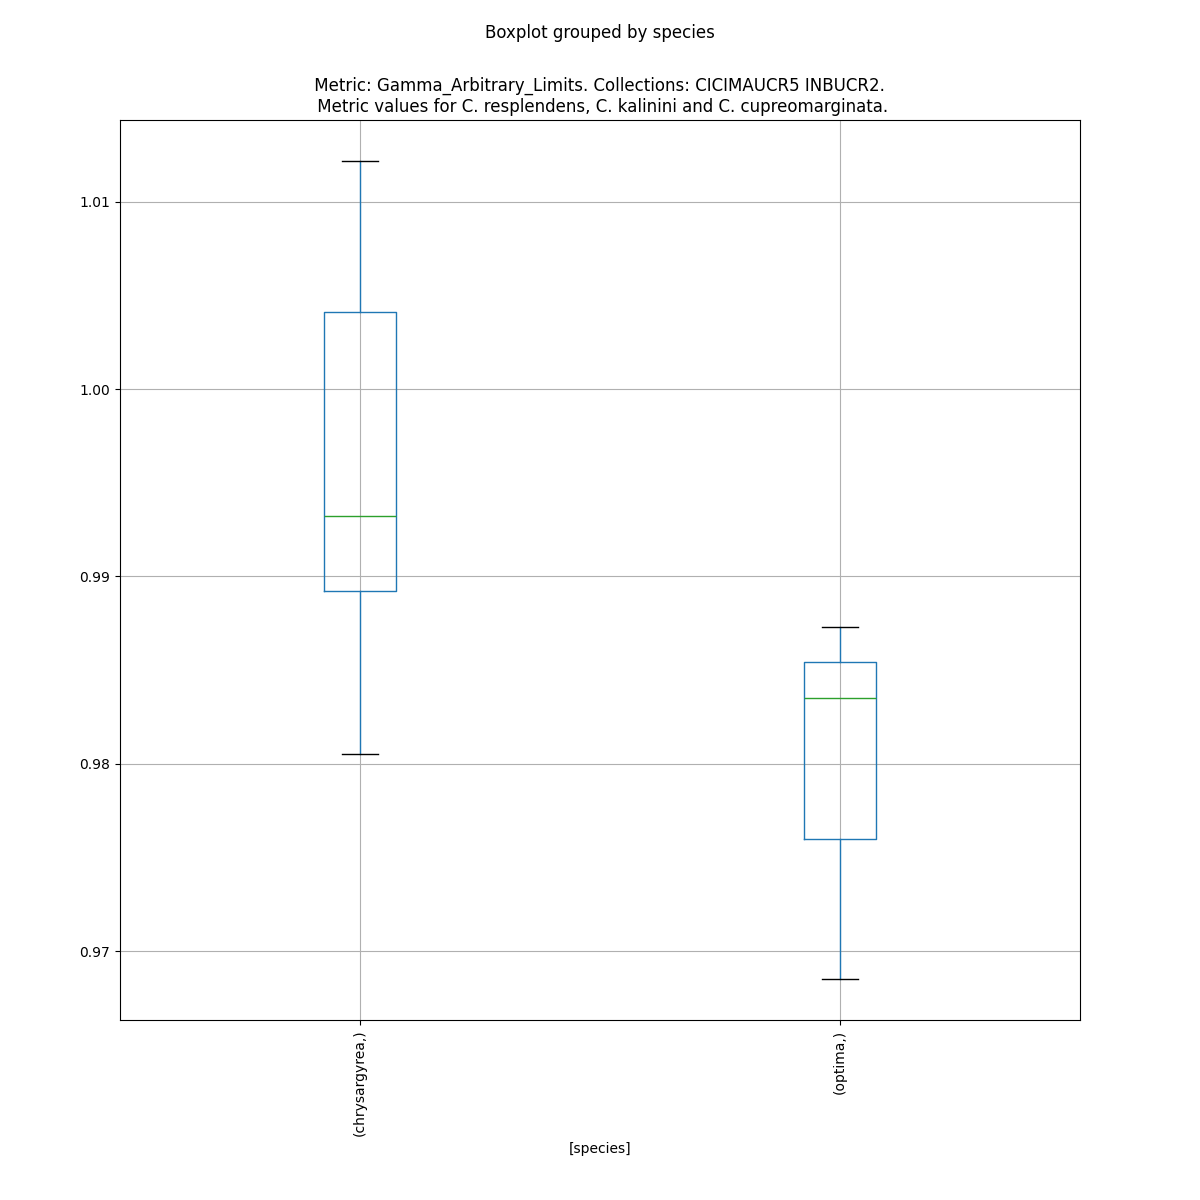 Boxplot grouped by species
Metric: Gamma_Arbitrary_Limits. Collections: CICIMAUCR5 INBUCR2.
Metric values for C. resplendens, C. kalinini and C. cupreomarginata.
1.01
1.00
0.99
0.98
0.97
(chrysargyrea,)
(optima,)
[species]